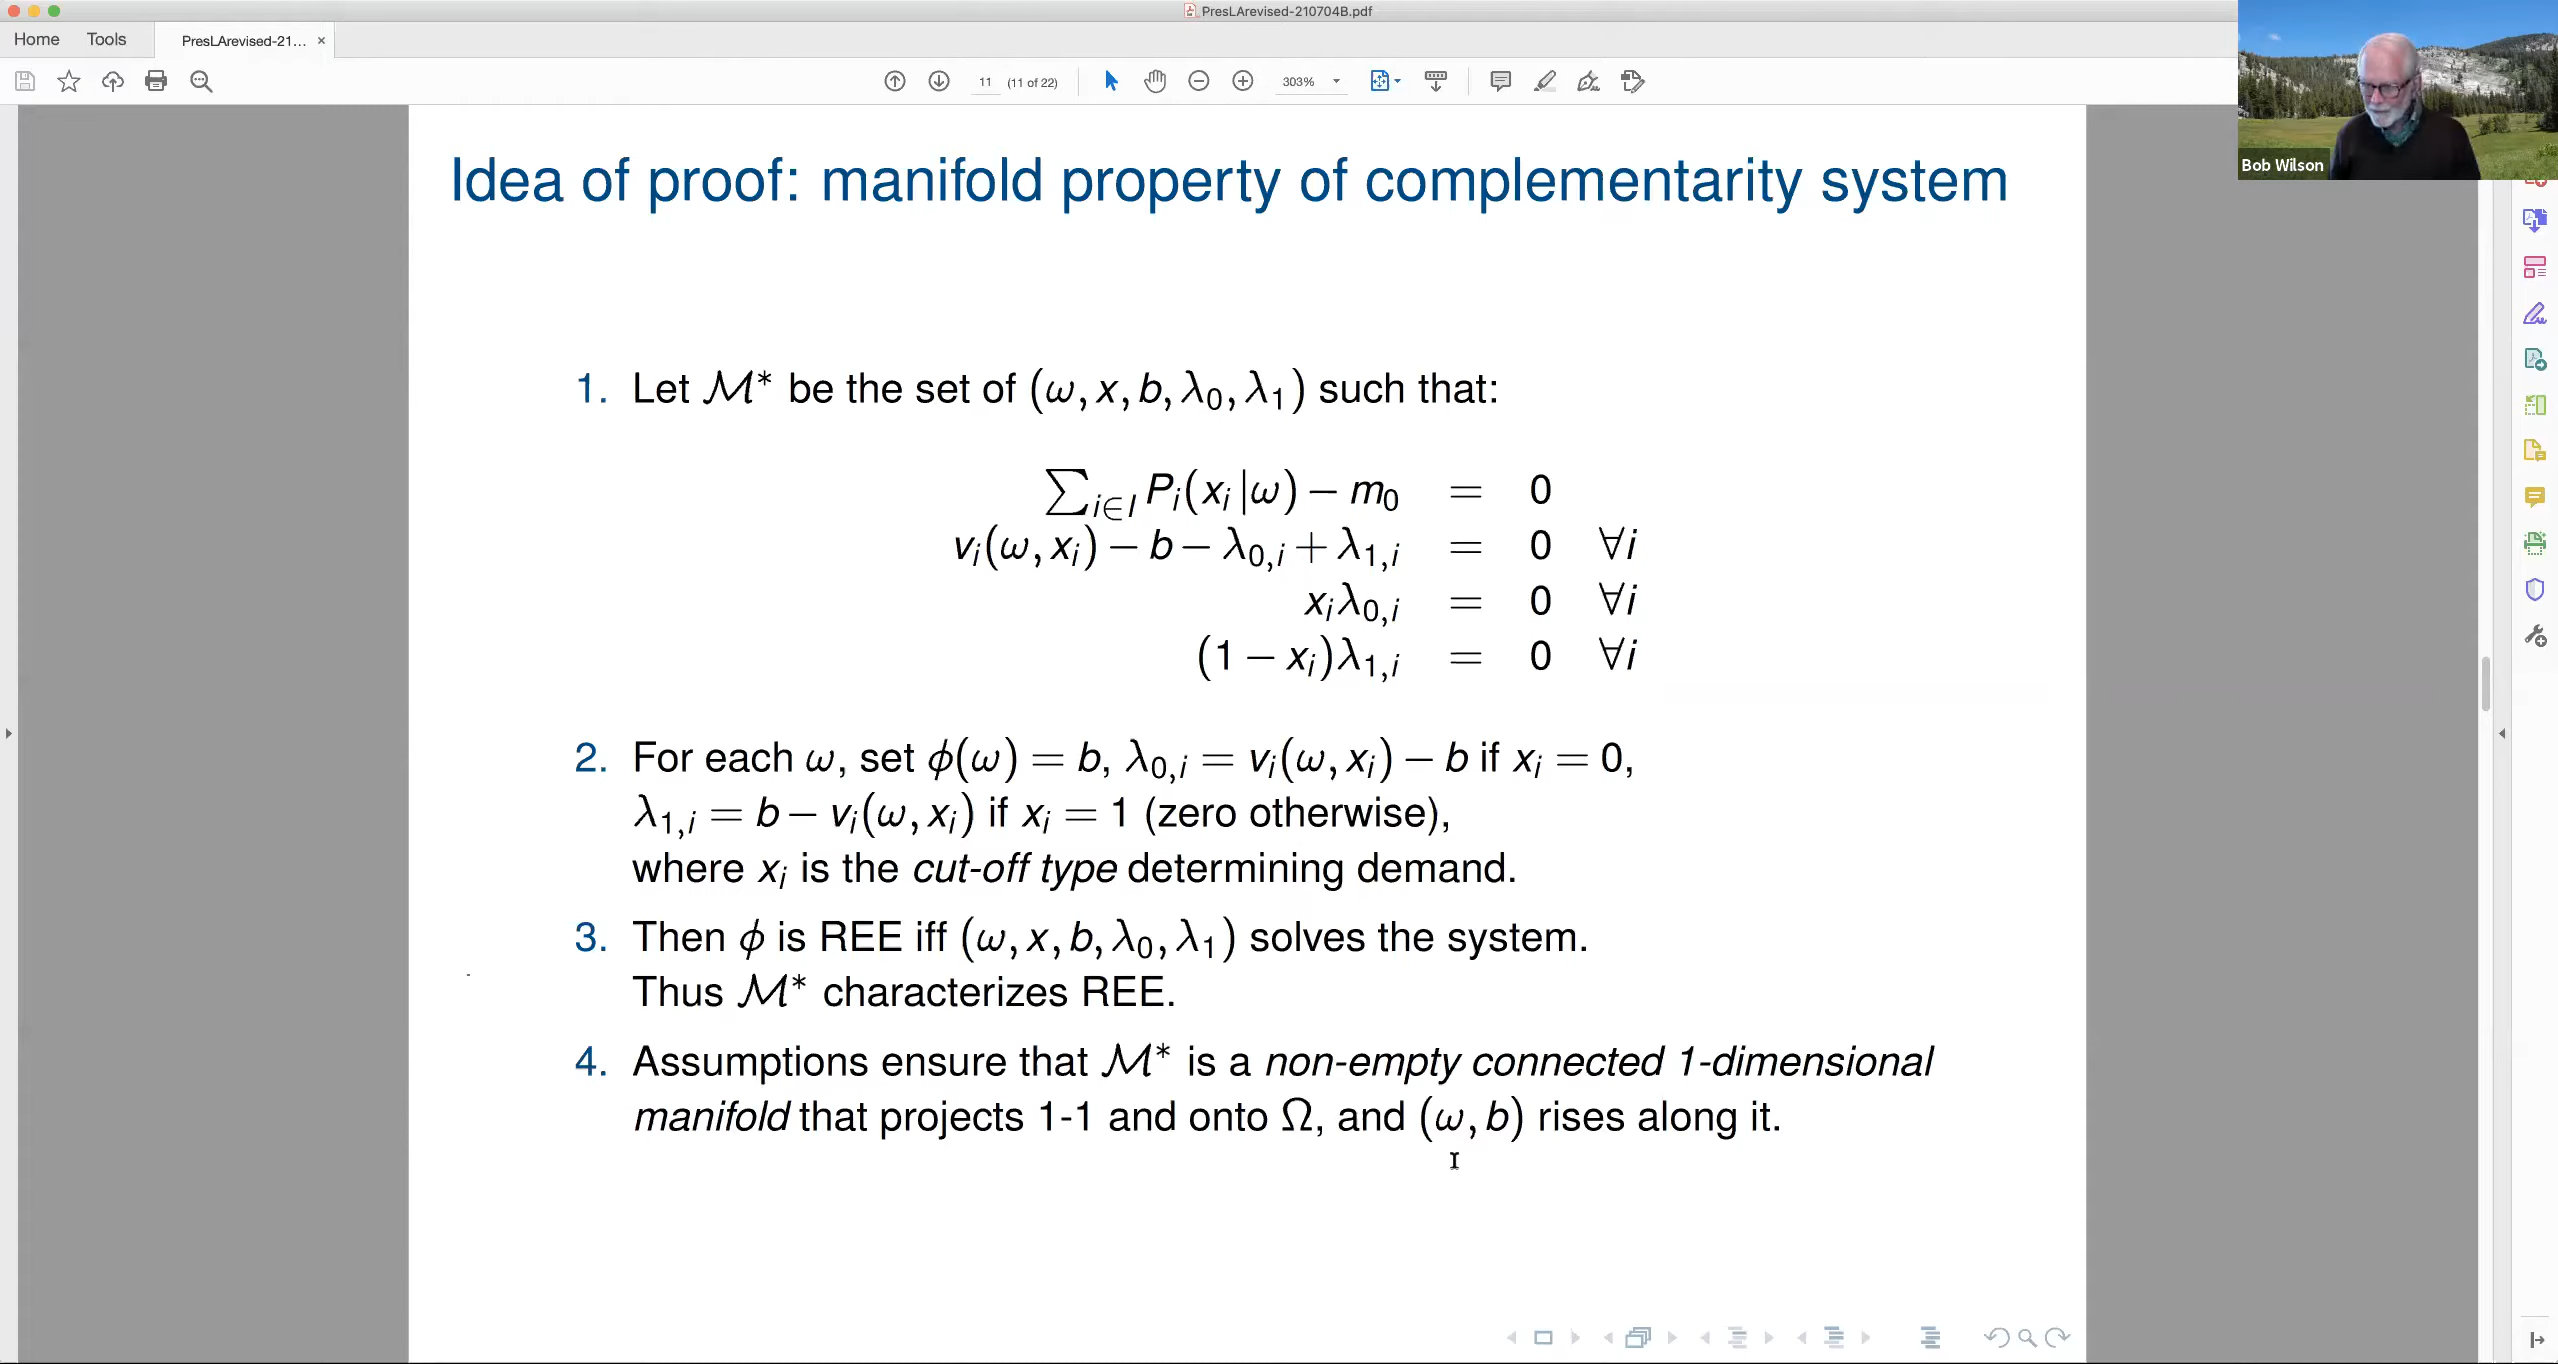 PresLArevised-210704B.pdf
Home Tools PresLArevised-21... ×
11 (11 of 22) 303%
Bob Wilson
Idea of proof: manifold property of complementarity system
1. Let ℳ* be the set of (ω, x, b, λ₀, λ₁) such that:
∑_{i∈I} P_i(x_i|ω) − m₀ = 0
v_i(ω, x_i) − b − λ_{0,i} + λ_{1,i} = 0 ∀i
x_iλ_{0,i} = 0 ∀i
(1 − x_i)λ_{1,i} = 0 ∀i
2. For each ω, set ϕ(ω) = b, λ_{0,i} = v_i(ω, x_i) − b if x_i = 0,
λ_{1,i} = b − v_i(ω, x_i) if x_i = 1 (zero otherwise),
where x_i is the cut-off type determining demand.
3. Then ϕ is REE iff (ω, x, b, λ₀, λ₁) solves the system.
Thus ℳ* characterizes REE.
4. Assumptions ensure that ℳ* is a non-empty connected 1-dimensional
manifold that projects 1-1 and onto Ω, and (ω, b) rises along it.